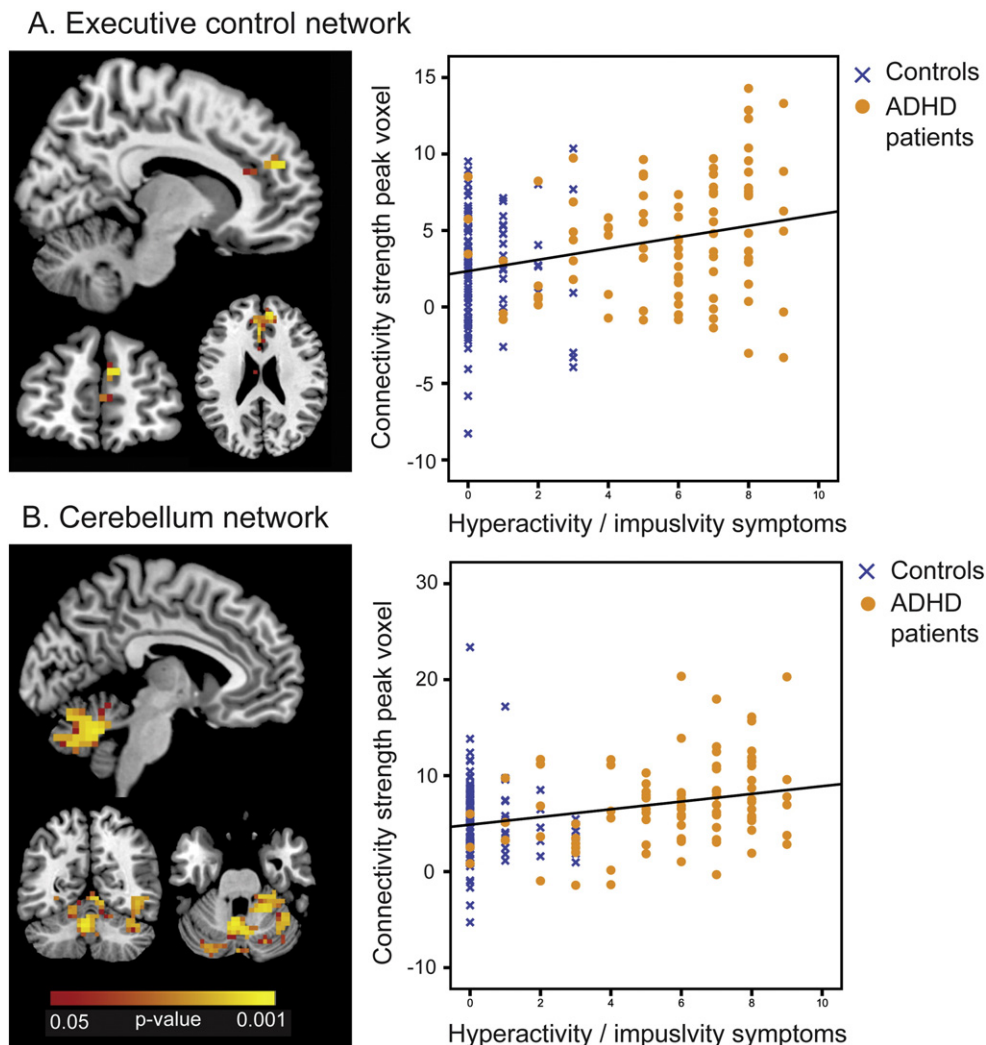 A. Executive control network
Connectivity strength peak voxel
15
10
5
0
-5
-10
0 2 4 6 8 10
Hyperactivity / impuslvity symptoms
Controls
ADHD
patients
B. Cerebellum network
0.05 p-value 0.001
Connectivity strength peak voxel
30
20
10
0
-10
0 2 4 6 8 10
Hyperactivity / impuslvity symptoms
Controls
ADHD
patients